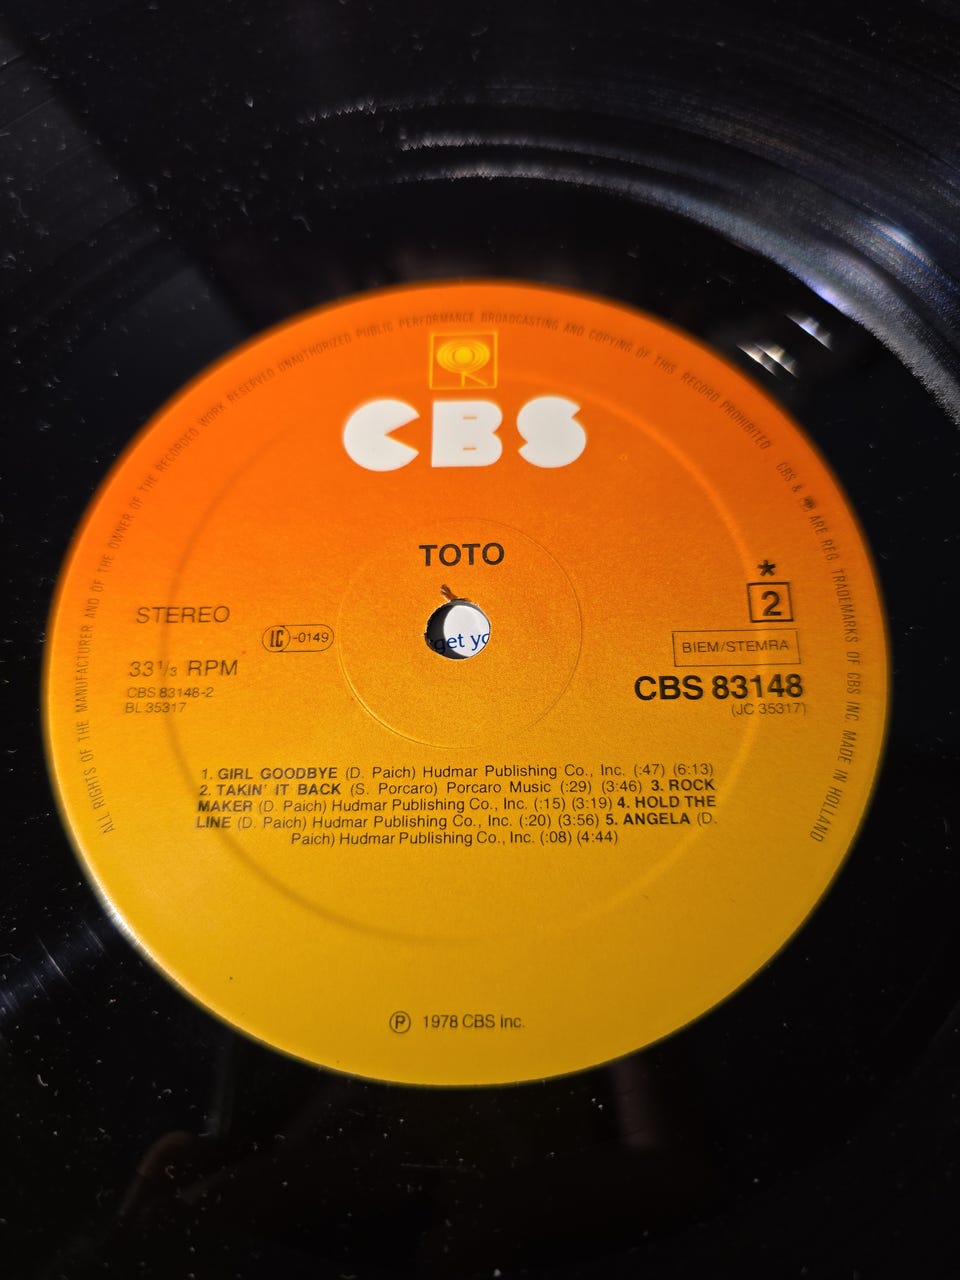 ALL RIGHTS OF THE MANUFACTURER AND OF THE OWNER OF THE RECORDED WORK RESERVED UNAUTHORIZED PUBLIC PERFORMANCE BROADCASTING AND COPYING OF THIS RECORD PROHIBITED CBS & ARE REG. TRADEMARKS OF CBS INC. MADE IN HOLLAND
CBS
TOTO
*
2
STEREO
LC-0149
BIEM/STEMRA
33⅓ RPM
CBS 83148
CBS 83148-2
(JC 35317)
BL 35317
get yo
1. GIRL GOODBYE (D. Paich) Hudmar Publishing Co., Inc. (:47) (6:13)
2. TAKIN' IT BACK (S. Porcaro) Porcaro Music (:29) (3:46) 3. ROCK
MAKER (D. Paich) Hudmar Publishing Co., Inc. (:15) (3:19) 4. HOLD THE
LINE (D. Paich) Hudmar Publishing Co., Inc. (:20) (3:56) 5. ANGELA (D.
Paich) Hudmar Publishing Co., Inc. (:08) (4:44)
℗ 1978 CBS Inc.